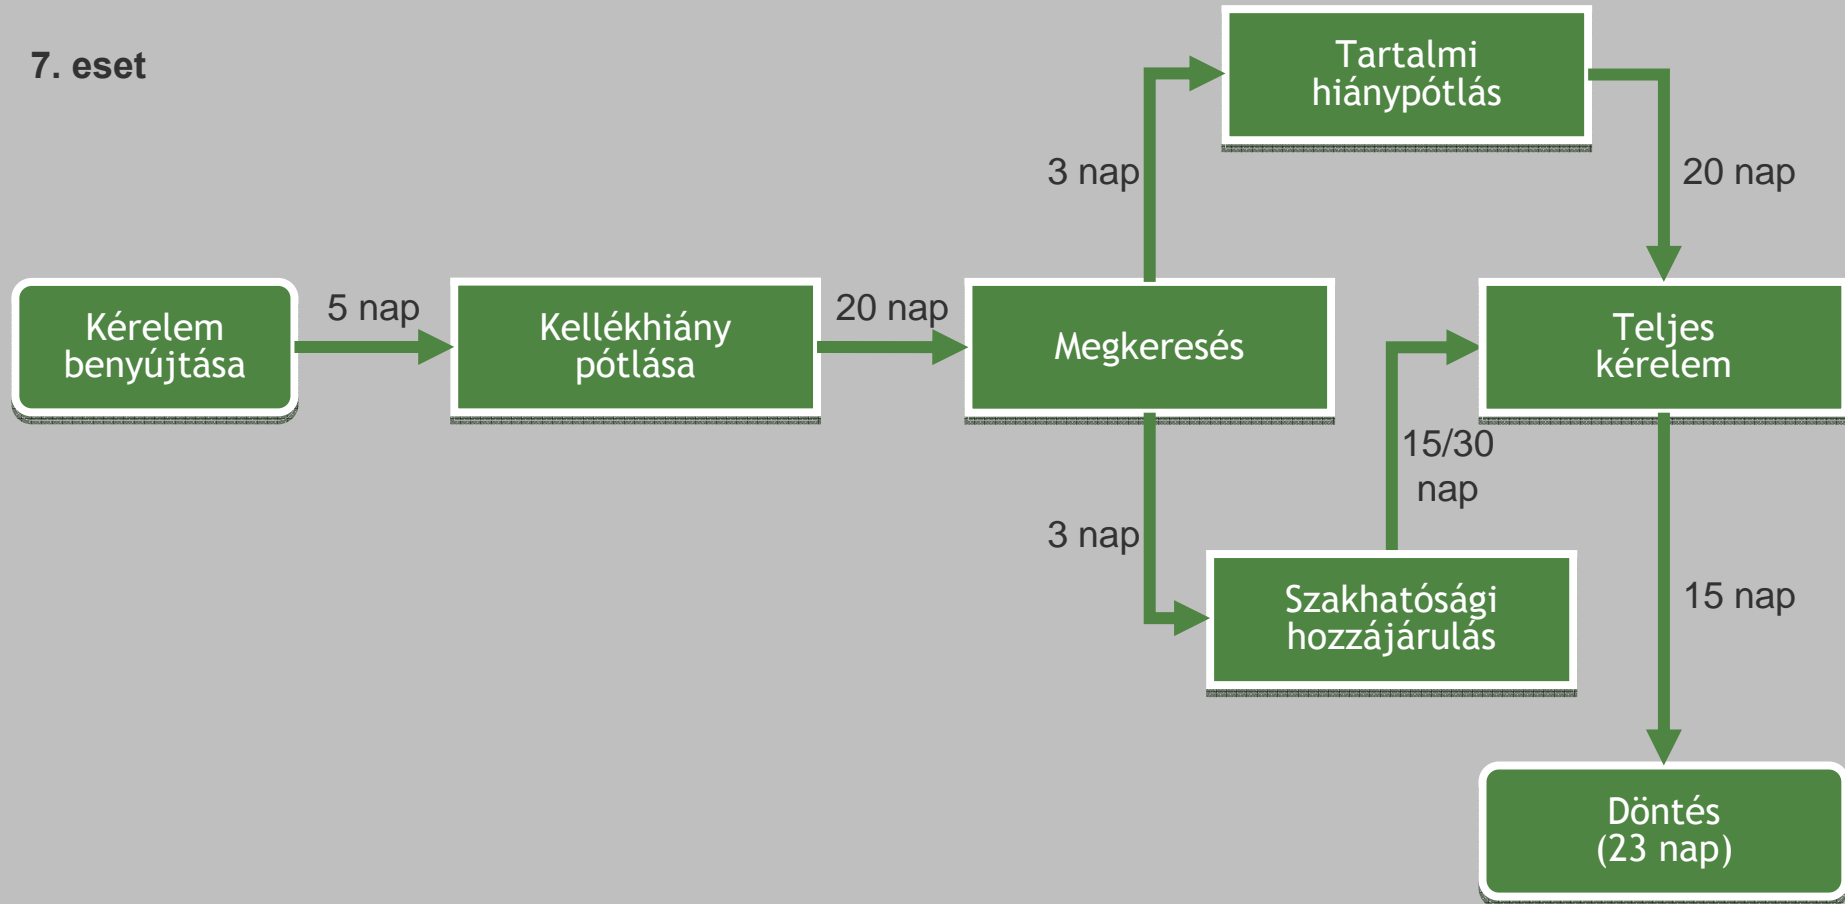 7. eset
Tartalmi
hiánypótlás
3 nap
20 nap
Kérelem
benyújtása
5 nap
Kellékhiány
pótlása
20 nap
Megkeresés
Teljes
kérelem
15/30
nap
3 nap
Szakhatósági
hozzájárulás
15 nap
Döntés
(23 nap)